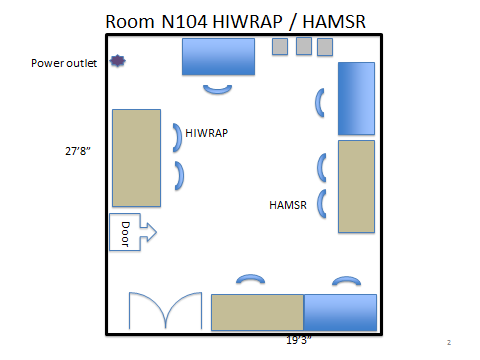 Room N104 HIWRAP / HAMSR
Power outlet
HIWRAP
27'8”
HAMSR
Door
19'3”
2